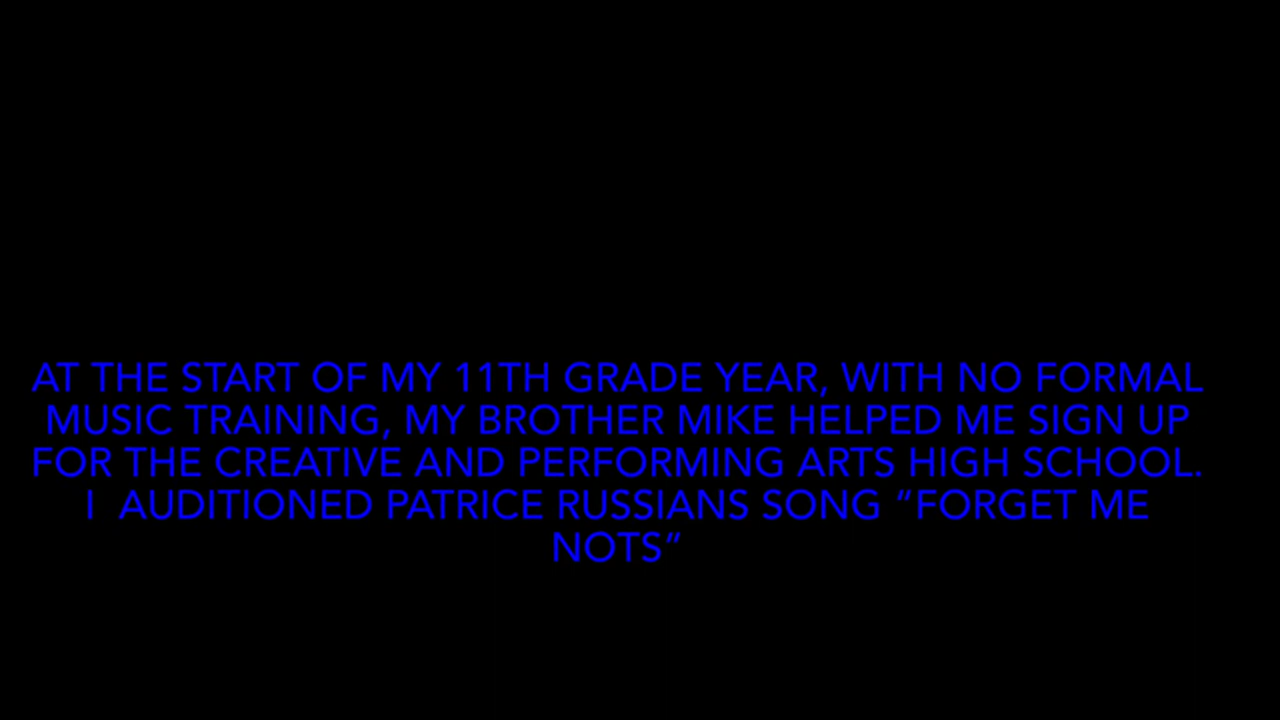 AT THE START OF MY 11TH GRADE YEAR, WITH NO FORMAL
MUSIC TRAINING, MY BROTHER MIKE HELPED ME SIGN UP
FOR THE CREATIVE AND PERFORMING ARTS HIGH SCHOOL.
I  AUDITIONED PATRICE RUSSIANS SONG “FORGET ME
NOTS”